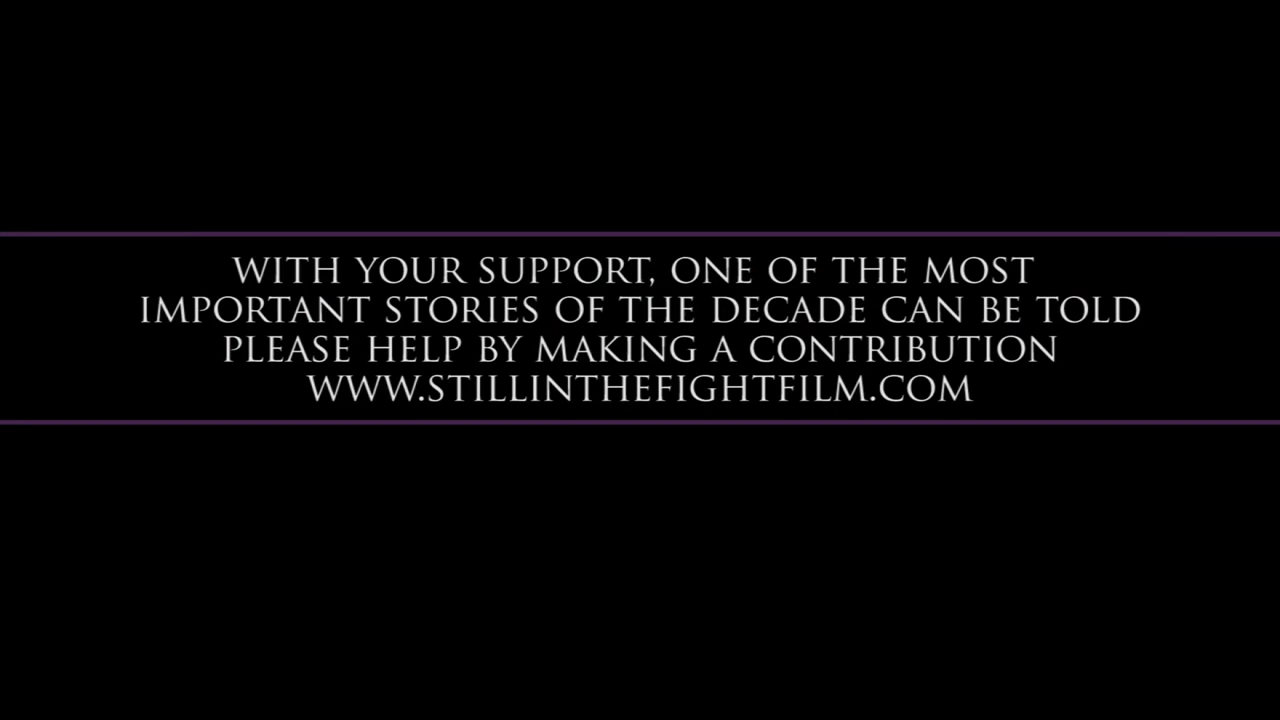 WITH YOUR SUPPORT, ONE OF THE MOST
IMPORTANT STORIES OF THE DECADE CAN BE TOLD
PLEASE HELP BY MAKING A CONTRIBUTION
WWW.STILLINTHEFIGHTFILM.COM